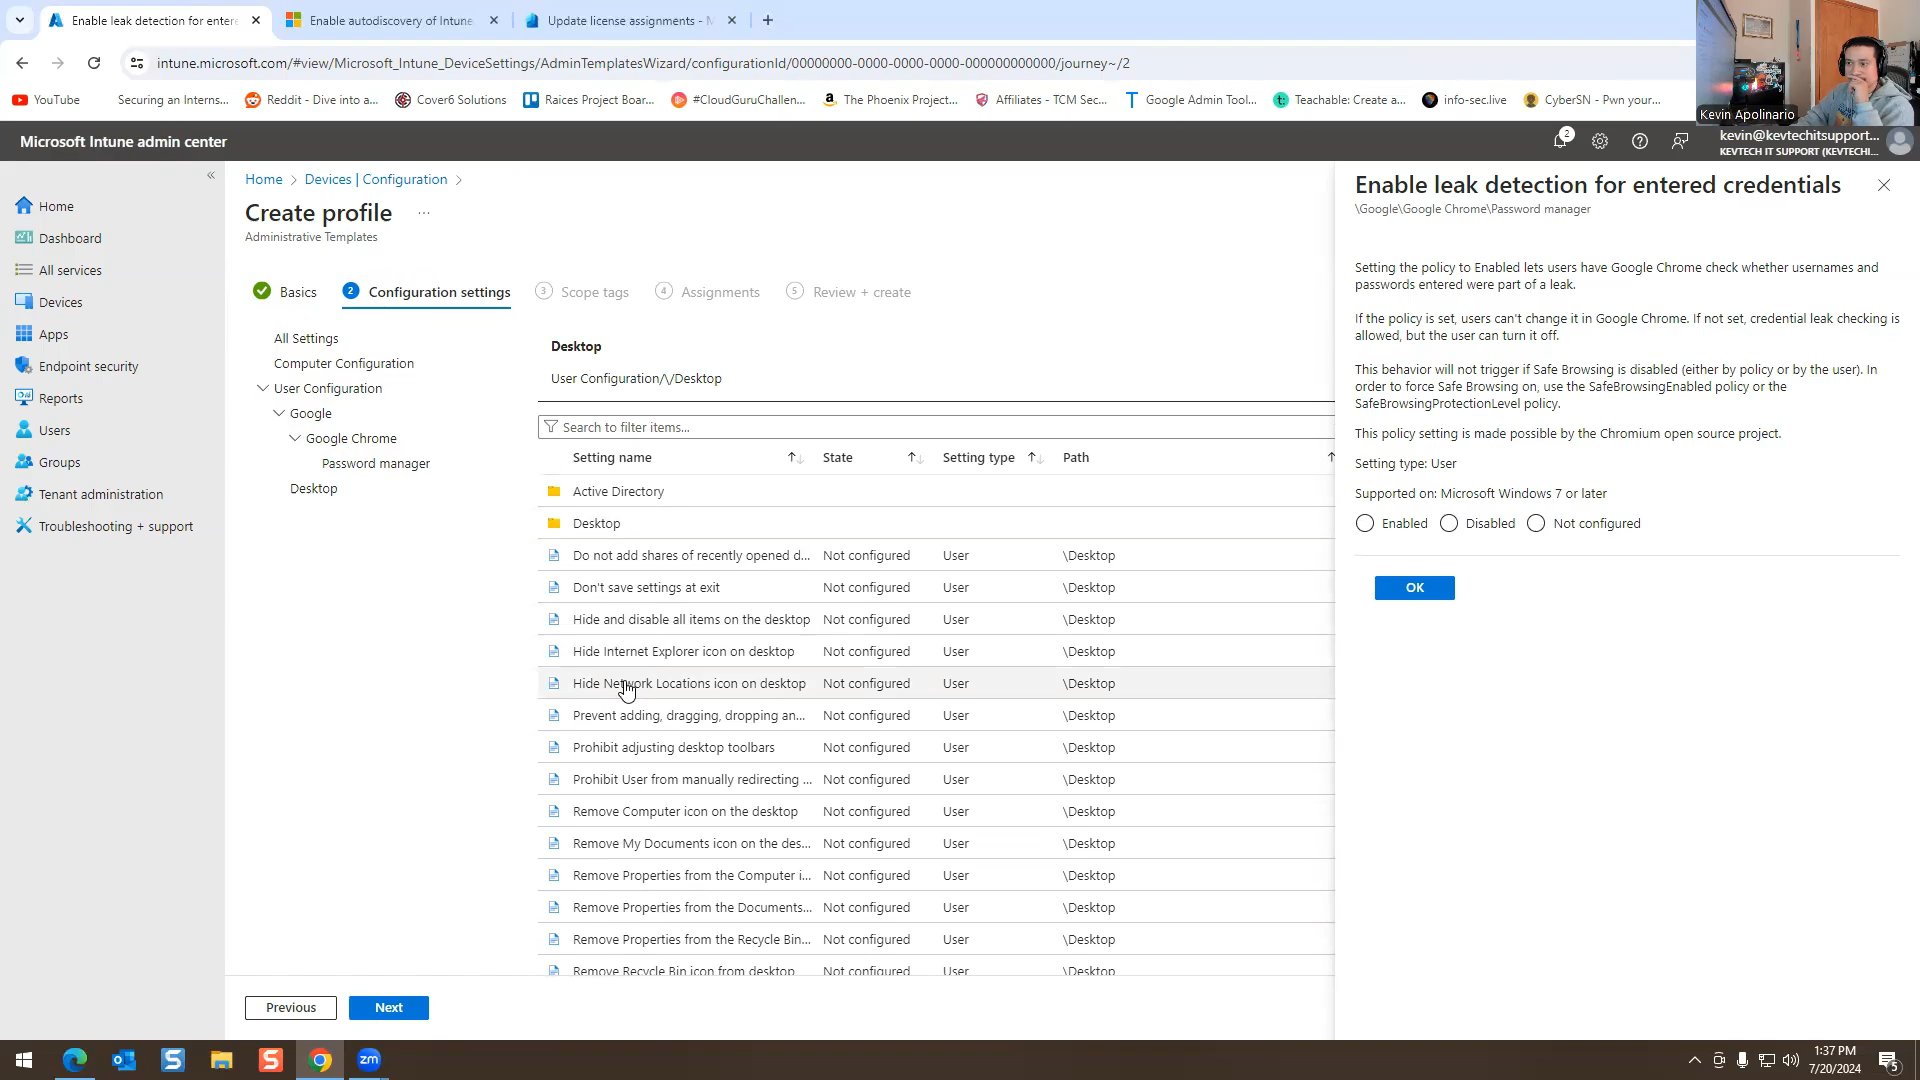 Enable leak detection for entere
Enable autodiscovery of Intune
Update license assignments - M
intune.microsoft.com/#view/Microsoft_Intune_DeviceSettings/AdminTemplatesWizard/configurationId/00000000-0000-0000-0000-000000000000/journey~/2
YouTube
Securing an Interns...
Reddit - Dive into a...
Cover6 Solutions
Raices Project Boar...
#CloudGuruChallen...
The Phoenix Project...
Affiliates - TCM Sec...
Google Admin Tool...
Teachable: Create a...
info-sec.live
CyberSN - Pwn your...
Kevin Apolinario
Microsoft Intune admin center
2
kevin@kevtechitsupport...
KEVTECH IT SUPPORT (KEVTECHI...
Home
Dashboard
All services
Devices
Apps
Endpoint security
Reports
Users
Groups
Tenant administration
Troubleshooting + support
Home > Devices | Configuration >
Create profile ...
Administrative Templates
Basics
2 Configuration settings
3 Scope tags
4 Assignments
5 Review + create
All Settings
Computer Configuration
User Configuration
Google
Google Chrome
Password manager
Desktop
Desktop
User Configuration/\/Desktop
Search to filter items...
Setting name State Setting type Path
Active Directory
Desktop
Do not add shares of recently opened d... Not configured User \Desktop
Don't save settings at exit Not configured User \Desktop
Hide and disable all items on the desktop Not configured User \Desktop
Hide Internet Explorer icon on desktop Not configured User \Desktop
Hide Network Locations icon on desktop Not configured User \Desktop
Prevent adding, dragging, dropping an... Not configured User \Desktop
Prohibit adjusting desktop toolbars Not configured User \Desktop
Prohibit User from manually redirecting ... Not configured User \Desktop
Remove Computer icon on the desktop Not configured User \Desktop
Remove My Documents icon on the des... Not configured User \Desktop
Remove Properties from the Computer i... Not configured User \Desktop
Remove Properties from the Documents... Not configured User \Desktop
Remove Properties from the Recycle Bin... Not configured User \Desktop
Remove Recycle Bin icon from desktop Not configured User \Desktop
Previous
Next
Enable leak detection for entered credentials
\Google\Google Chrome\Password manager
Setting the policy to Enabled lets users have Google Chrome check whether usernames and
passwords entered were part of a leak.
If the policy is set, users can't change it in Google Chrome. If not set, credential leak checking is
allowed, but the user can turn it off.
This behavior will not trigger if Safe Browsing is disabled (either by policy or by the user). In
order to force Safe Browsing on, use the SafeBrowsingEnabled policy or the
SafeBrowsingProtectionLevel policy.
This policy setting is made possible by the Chromium open source project.
Setting type: User
Supported on: Microsoft Windows 7 or later
Enabled
Disabled
Not configured
OK
zm
1:37 PM
7/20/2024
5